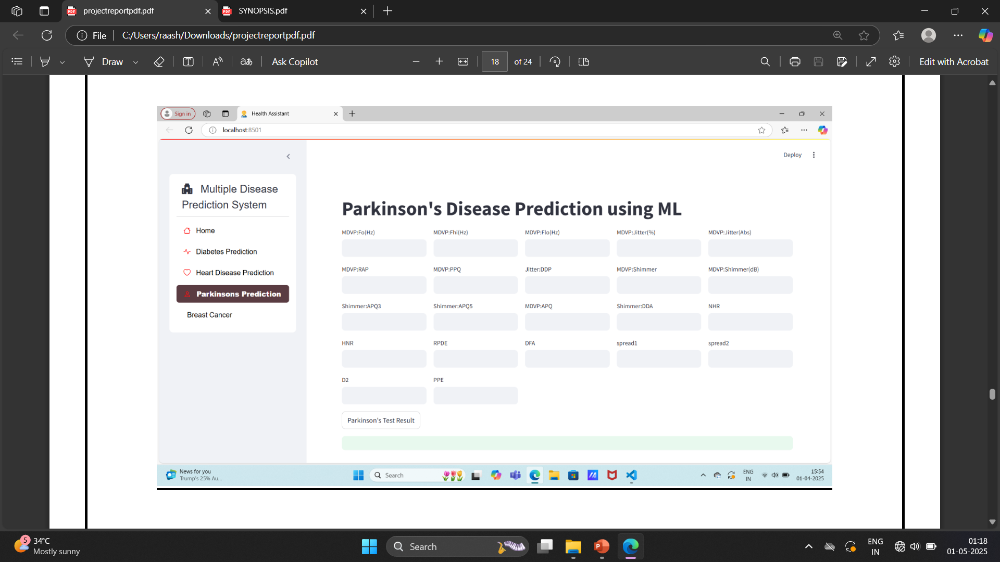 projectreportpdf.pdf
SYNOPSIS.pdf
File
C:/Users/raash/Downloads/projectreportpdf.pdf
Draw
Ask Copilot
18 of 24
Edit with Acrobat
Sign in
Health Assistant
localhost:8501
Deploy
Multiple Disease
Prediction System
Home
Diabetes Prediction
Heart Disease Prediction
Parkinsons Prediction
Breast Cancer
Parkinson's Disease Prediction using ML
MDVP:Fo(Hz) MDVP:Fhi(Hz) MDVP:Flo(Hz) MDVP:Jitter(%) MDVP:Jitter(Abs)
MDVP:RAP MDVP:PPQ Jitter:DDP MDVP:Shimmer MDVP:Shimmer(dB)
Shimmer:APQ3 Shimmer:APQ5 MDVP:APQ Shimmer:DDA NHR
HNR RPDE DFA spread1 spread2
D2 PPE
Parkinson's Test Result
News for you
Trump's 25% Au...
Search
ENG
IN
15:54
01-04-2025
5
34°C
Mostly sunny
Search
ENG
IN
01:18
01-05-2025